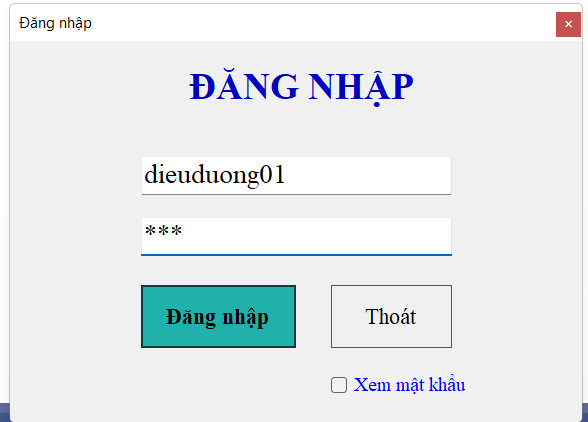 Đăng nhập
ĐĂNG NHẬP
dieuduong01
***
Đăng nhập Thoát
Xem mật khẩu